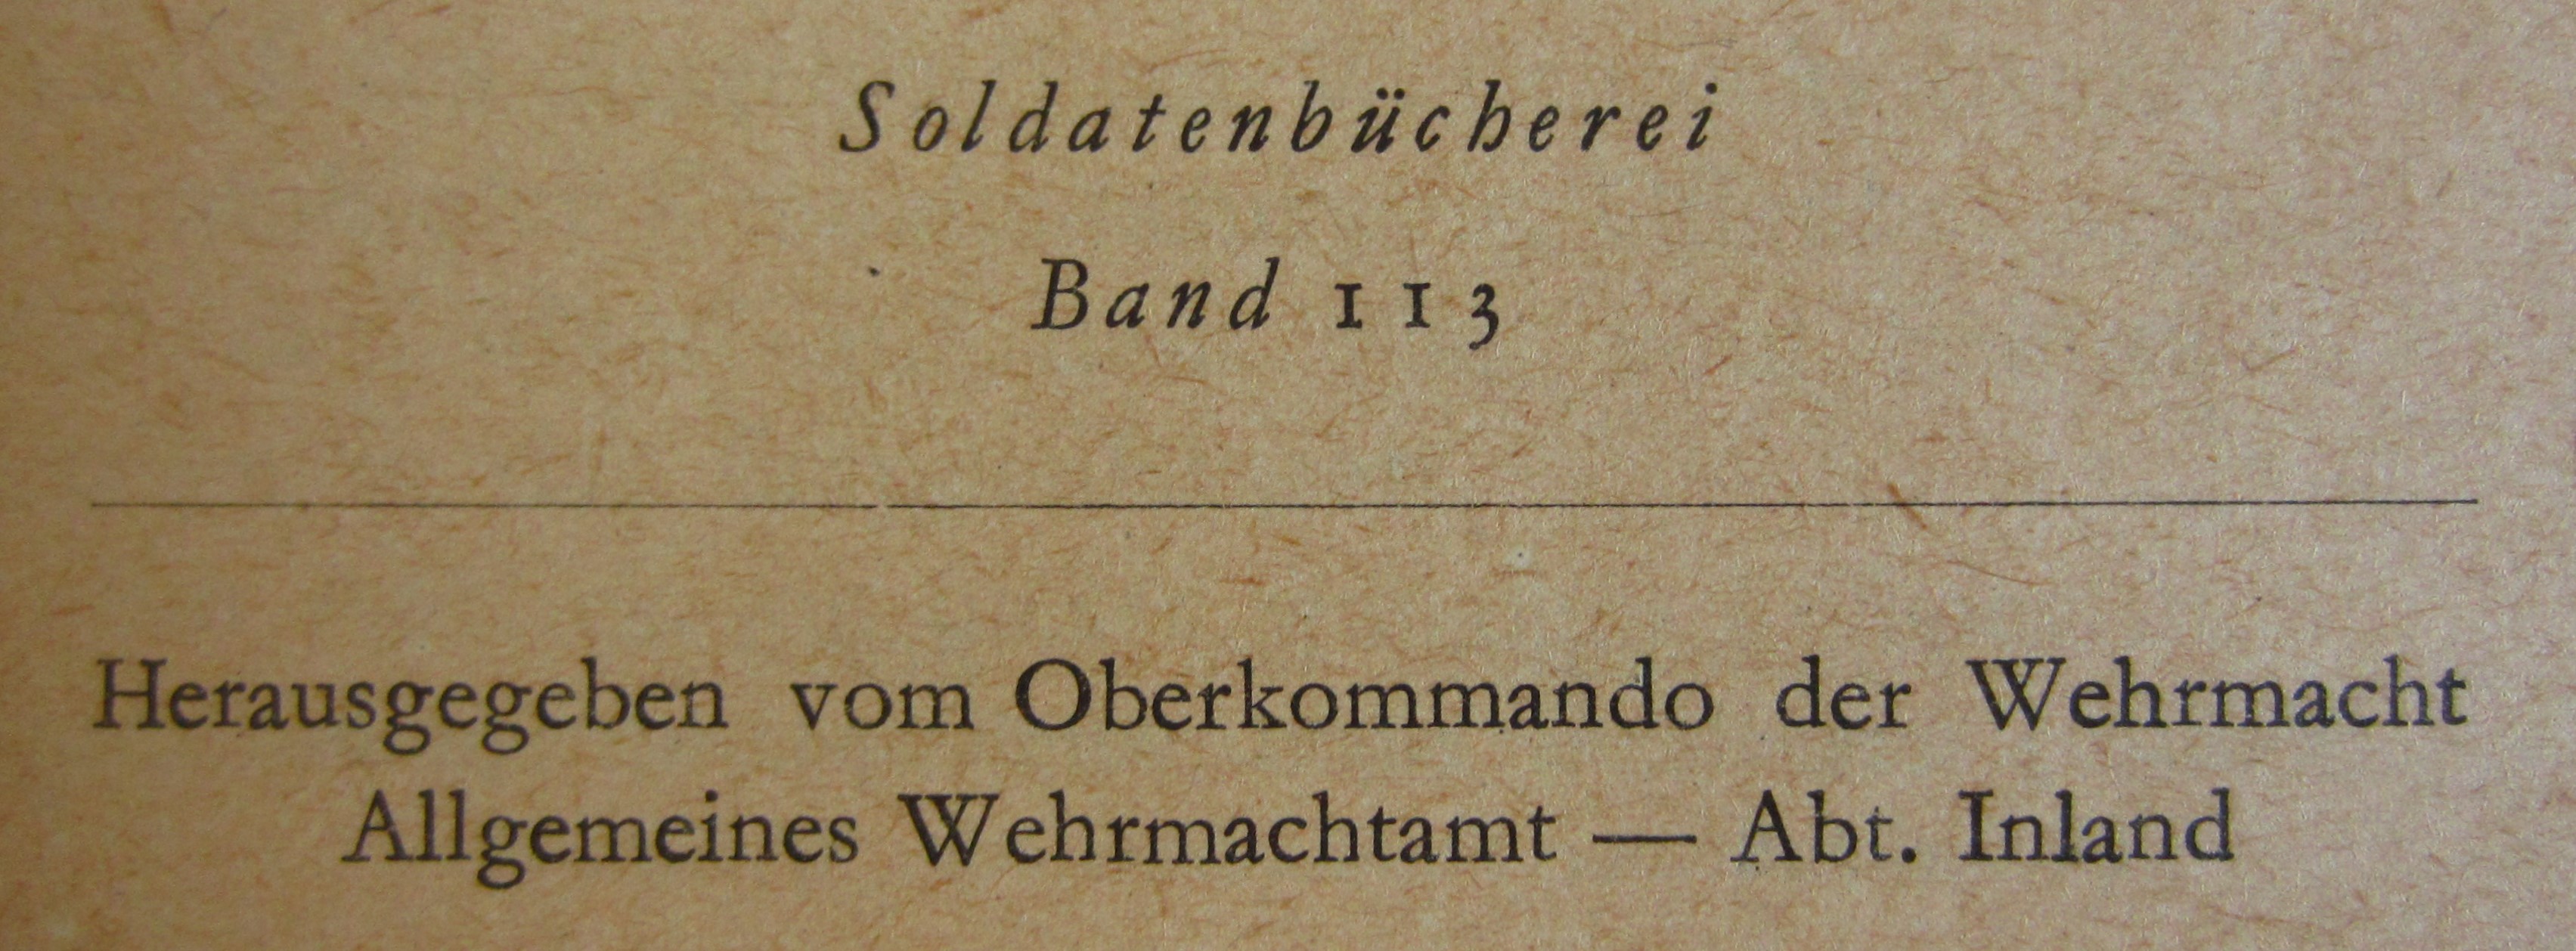 Soldatenbücherei
Band 113
Herausgegeben vom Oberkommando der Wehrmacht
Allgemeines Wehrmachtamt — Abt. Inland